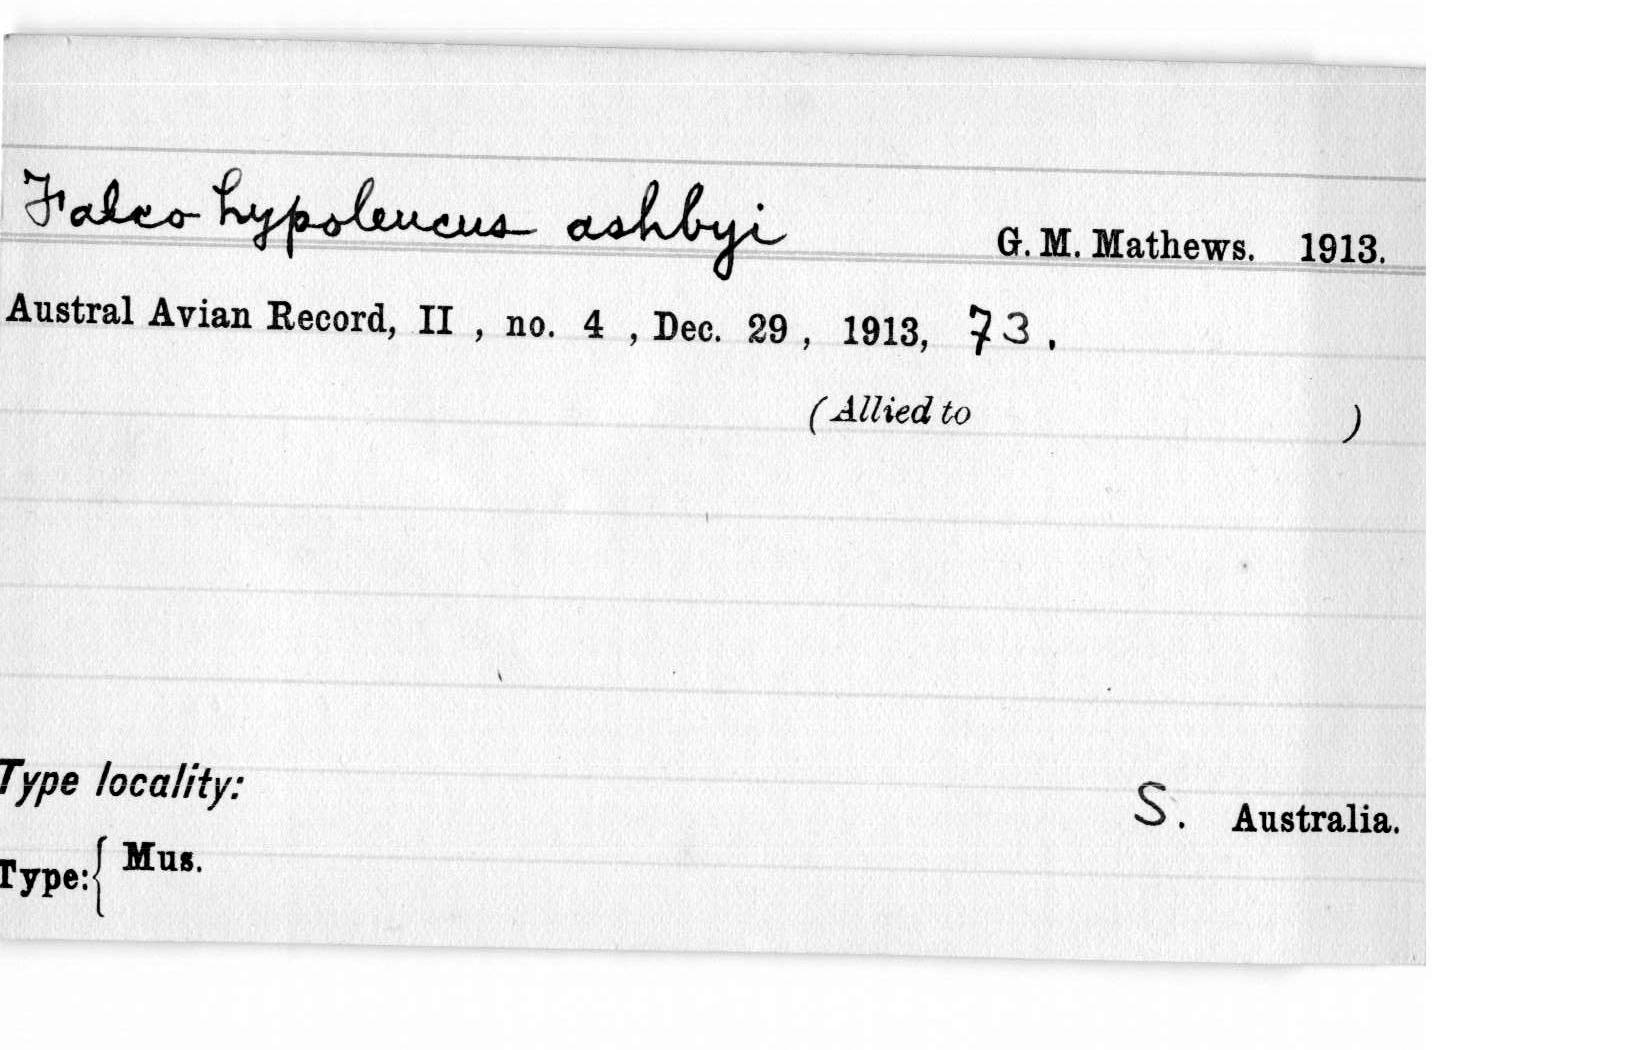 Falco hypoleucus ashbyi G. M. Mathews. 1913.
Austral Avian Record, II , no. 4 , Dec. 29 , 1913, 73.
(Allied to )
Type locality: S. Australia.
Type:{ Mus.